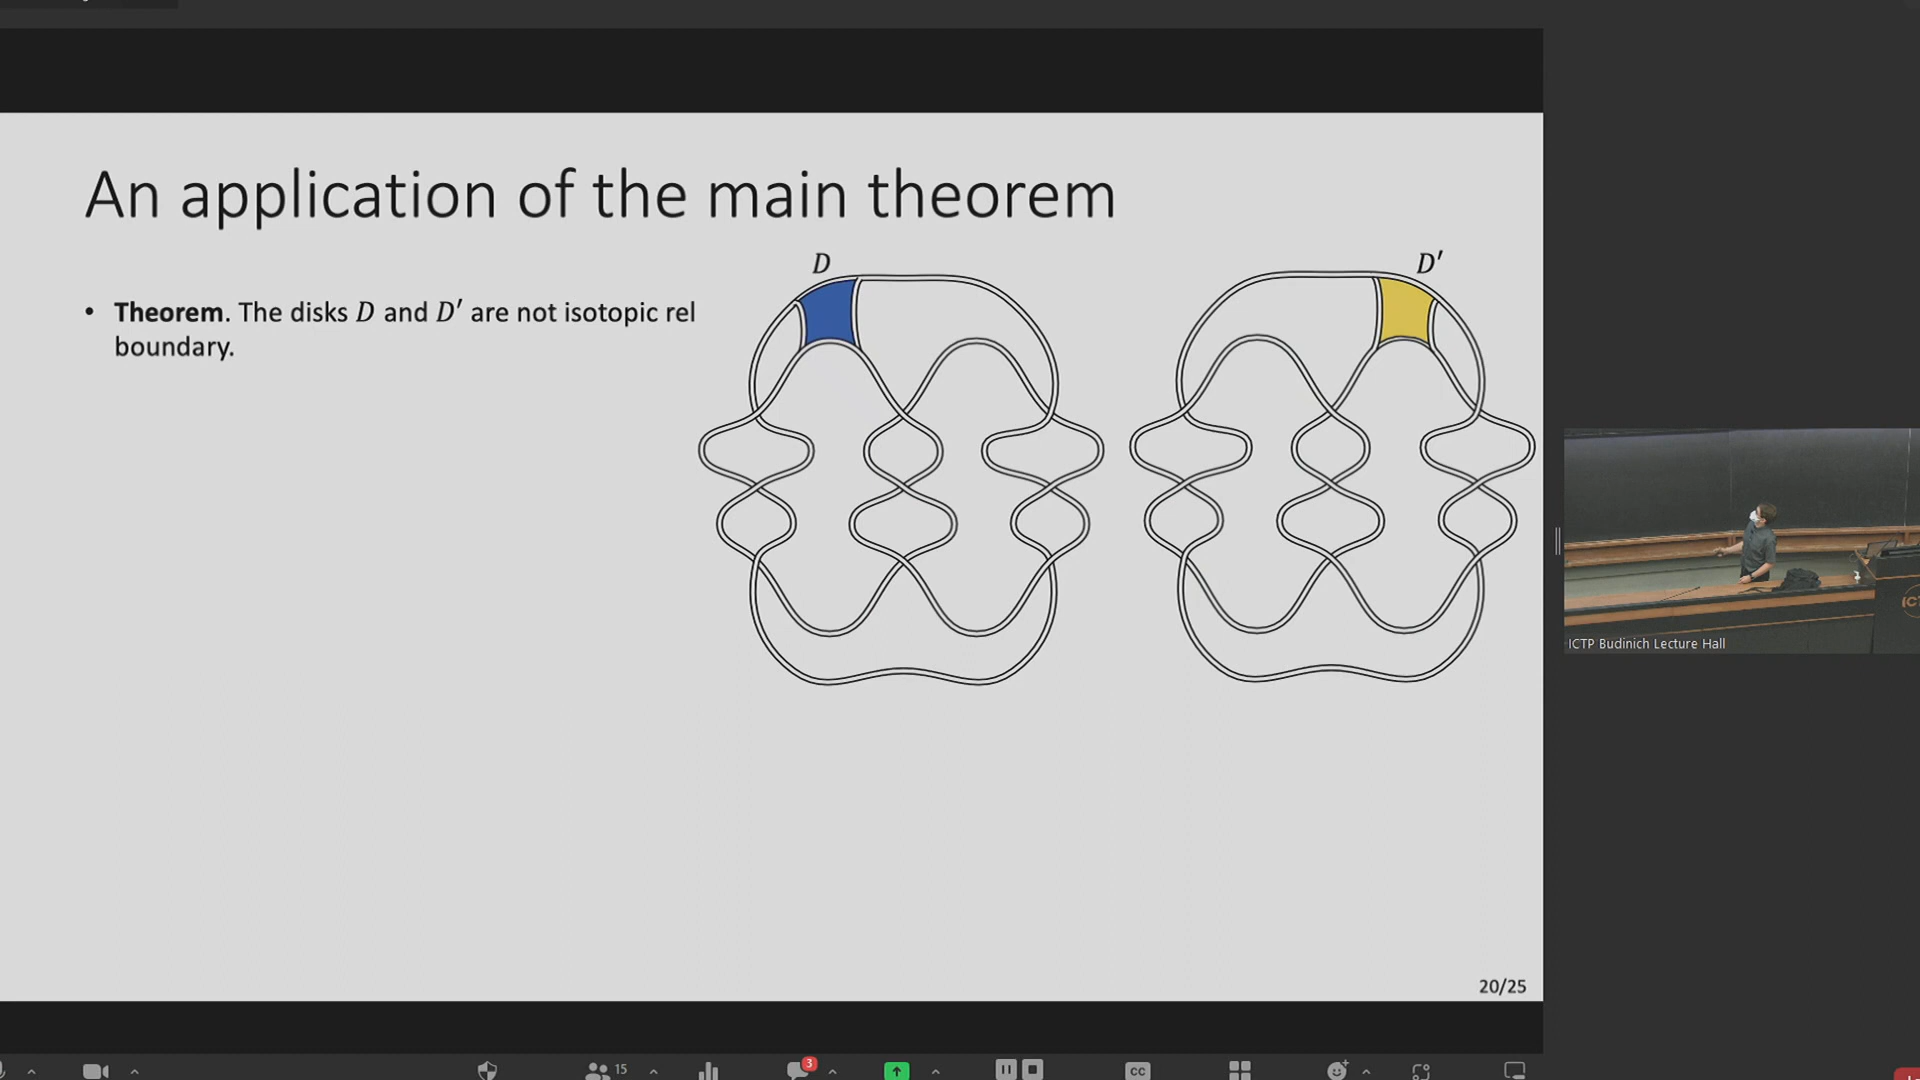 An application of the main theorem
D
D′
• Theorem. The disks D and D′ are not isotopic rel
boundary.
ICTP Budinich Lecture Hall
20/25
15
3
CC